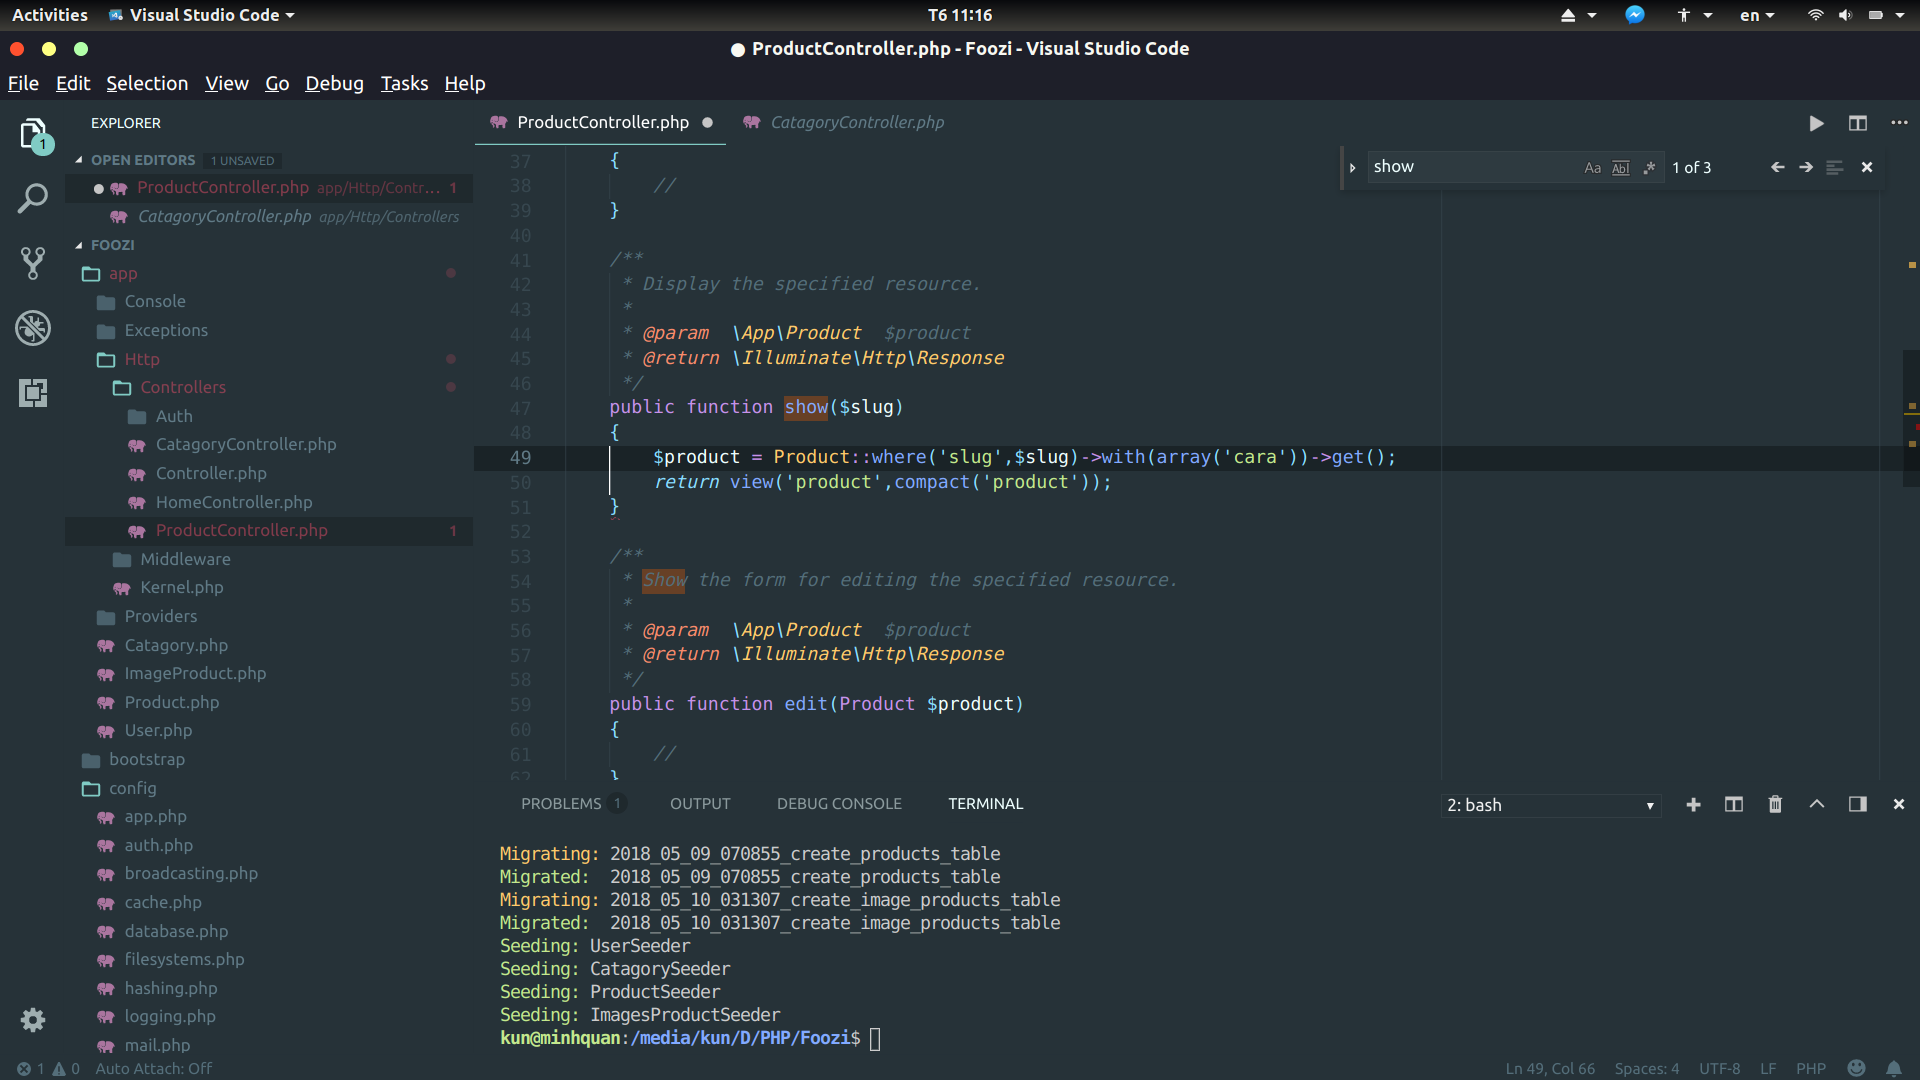 Activities Visual Studio Code T6 11:16 en
ProductController.php - Foozi - Visual Studio Code
File Edit Selection View Go Debug Tasks Help
EXPLORER
OPEN EDITORS 1 UNSAVED
ProductController.php app/Http/Contr... 1
CatagoryController.php app/Http/Controllers
FOOZI
app
Console
Exceptions
Http
Controllers
Auth
CatagoryController.php
Controller.php
HomeController.php
ProductController.php 1
Middleware
Kernel.php
Providers
Catagory.php
ImageProduct.php
Product.php
User.php
bootstrap
config
app.php
auth.php
broadcasting.php
cache.php
database.php
filesystems.php
hashing.php
logging.php
mail.php
1
ProductController.php CatagoryController.php
show Aa Abl .* 1 of 3
37 {
38 //
39 }
40
41 /**
42 * Display the specified resource.
43 *
44 * @param \App\Product $product
45 * @return \Illuminate\Http\Response
46 */
47 public function show($slug)
48 {
49 $product = Product::where('slug',$slug)->with(array('cara'))->get();
50 return view('product',compact('product'));
51 }
52
53 /**
54 * Show the form for editing the specified resource.
55 *
56 * @param \App\Product $product
57 * @return \Illuminate\Http\Response
58 */
59 public function edit(Product $product)
60 {
61 //
62 }
PROBLEMS 1 OUTPUT DEBUG CONSOLE TERMINAL 2: bash
Migrating: 2018_05_09_070855_create_products_table
Migrated: 2018_05_09_070855_create_products_table
Migrating: 2018_05_10_031307_create_image_products_table
Migrated: 2018_05_10_031307_create_image_products_table
Seeding: UserSeeder
Seeding: CatagorySeeder
Seeding: ProductSeeder
Seeding: ImagesProductSeeder
kun@minhquan:/media/kun/D/PHP/Foozi$
1 0 Auto Attach: Off Ln 49, Col 66 Spaces: 4 UTF-8 LF PHP